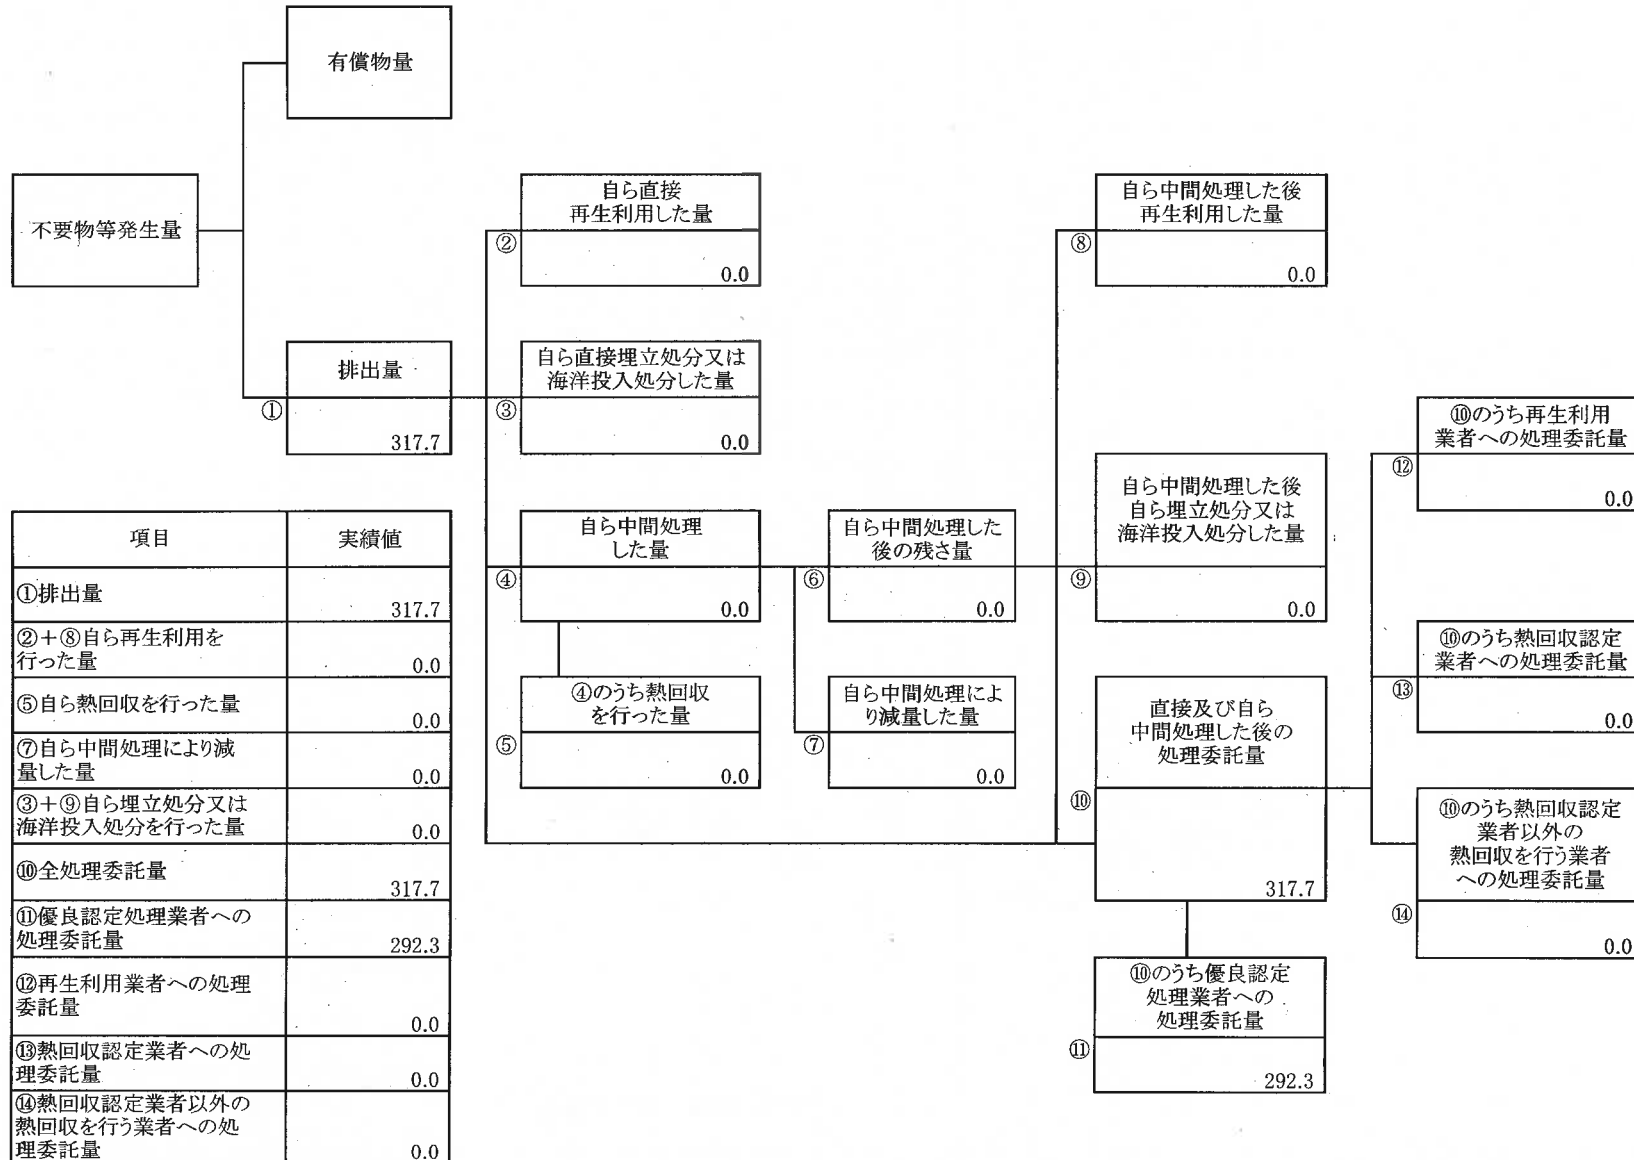 有償物量
不要物等発生量
排出量
①
317.7
自ら直接
再生利用した量
②
0.0
自ら直接埋立処分又は
海洋投入処分した量
③
0.0
自ら中間処理
した量
④
0.0
④のうち熱回収
を行った量
⑤
0.0
自ら中間処理した
後の残さ量
⑥
0.0
自ら中間処理によ
り減量した量
⑦
0.0
自ら中間処理した後
再生利用した量
⑧
0.0
自ら中間処理した後
自ら埋立処分又は
海洋投入処分した量
⑨
0.0
直接及び自ら
中間処理した後の
処理委託量
⑩
317.7
⑩のうち優良認定
処理業者への
処理委託量
⑪
292.3
⑩のうち再生利用
業者への処理委託量
⑫
0.0
⑩のうち熱回収認定
業者への処理委託量
⑬
0.0
⑩のうち熱回収認定
業者以外の
熱回収を行う業者
への処理委託量
⑭
0.0
項目 実績値
①排出量
317.7
②+⑧自ら再生利用を
行った量 0.0
⑤自ら熱回収を行った量
0.0
⑦自ら中間処理により減
量した量 0.0
③+⑨自ら埋立処分又は
海洋投入処分を行った量 0.0
⑩全処理委託量
317.7
⑪優良認定処理業者への
処理委託量 292.3
⑫再生利用業者への処理
委託量
0.0
⑬熱回収認定業者への処
理委託量 0.0
⑭熱回収認定業者以外の
熱回収を行う業者への処
理委託量 0.0